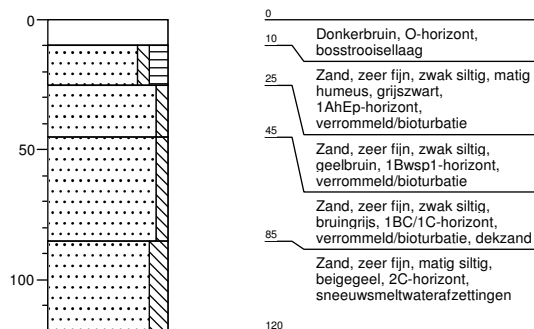 0
50
100
0
Donkerbruin, O-horizont,
bosstrooisellaag
10
Zand, zeer fijn, zwak siltig, matig
humeus, grijszwart,
1AhEp-horizont,
verrommeld/bioturbatie
25
Zand, zeer fijn, zwak siltig,
geelbruin, 1Bwsp1-horizont,
verrommeld/bioturbatie
45
Zand, zeer fijn, zwak siltig,
bruingrijs, 1BC/1C-horizont,
verrommeld/bioturbatie, dekzand
85
Zand, zeer fijn, matig siltig,
beigegeel, 2C-horizont,
sneeuwsmeltwaterafzettingen
120